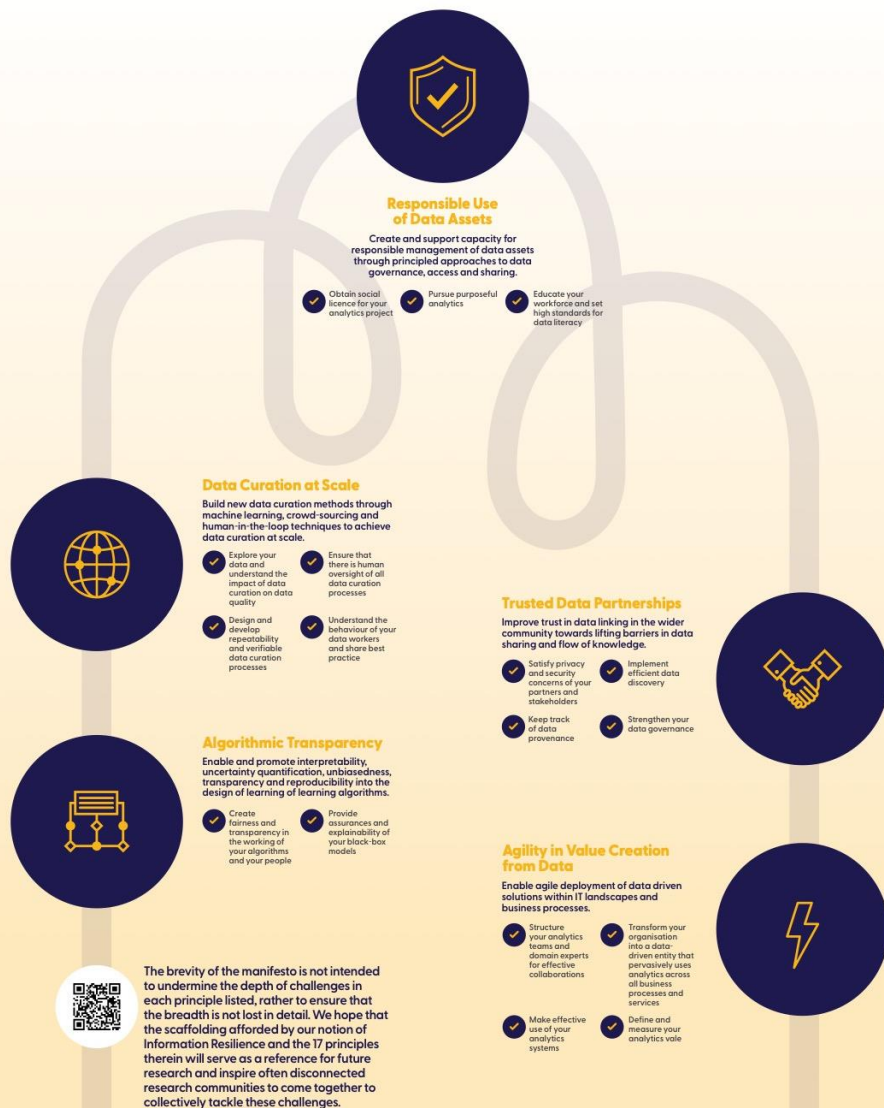 Responsible Use
of Data Assets
Create and support capacity for
responsible management of data assets
through principled approaches to data
governance, access and sharing.
Obtain social
licence for your
analytics project
Pursue purposeful
analytics
Educate your
workforce and set
high standards for
data literacy
Data Curation at Scale
Build new data curation methods through
machine learning, crowd-sourcing and
human-in-the-loop techniques to achieve
data curation at scale.
Explore your
data and
understand the
impact of data
curation on data
quality
Ensure that
there is human
oversight of all
data curation
processes
Design and
develop
repeatability
and verifiable
data curation
processes
Understand the
behaviour of your
data workers
and share best
practice
Trusted Data Partnerships
Improve trust in data linking in the wider
community towards lifting barriers in data
sharing and flow of knowledge.
Satisfy privacy
and security
concerns of your
partners and
stakeholders
Implement
efficient data
discovery
Keep track
of data
provenance
Strengthen your
data governance
Algorithmic Transparency
Enable and promote interpretability,
uncertainty quantification, unbiasedness,
transparency and reproducibility into the
design of learning of learning algorithms.
Create
fairness and
transparency in
the working of
your algorithms
and your people
Provide
assurances and
explainability of
your black-box
models
Agility in Value Creation
from Data
Enable agile deployment of data driven
solutions within IT landscapes and
business processes.
Structure
your analytics
teams and
domain experts
for effective
collaborations
Transform your
organisation
into a data-
driven entity that
pervasively uses
analytics across
all business
processes and
services
Make effective
use of your
analytics
systems
Define and
measure your
analytics vale
The brevity of the manifesto is not intended
to undermine the depth of challenges in
each principle listed, rather to ensure that
the breadth is not lost in detail. We hope that
the scaffolding afforded by our notion of
Information Resilience and the 17 principles
therein will serve as a reference for future
research and inspire often disconnected
research communities to come together to
collectively tackle these challenges.